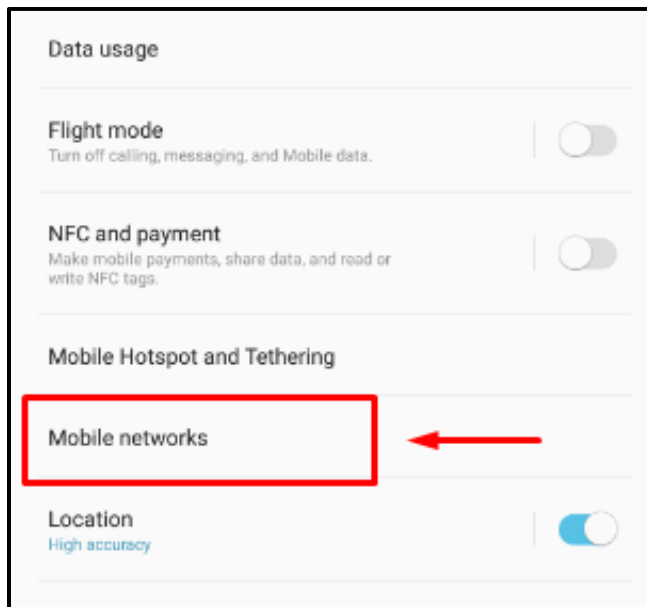 Data usage
Flight mode
Turn off calling, messaging, and Mobile data.
NFC and payment
Make mobile payments, share data, and read or
write NFC tags.
Mobile Hotspot and Tethering
Mobile networks
Location
High accuracy